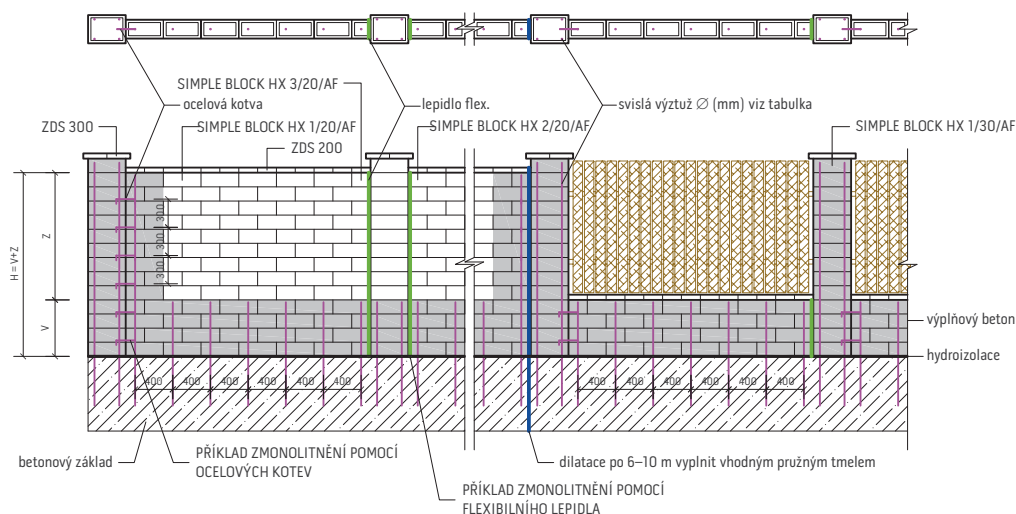 SIMPLE BLOCK HX 3/20/AF
ocelová kotva
lepidlo flex.
svislá výztuž Ø (mm) viz tabulka
ZDS 300
SIMPLE BLOCK HX 1/20/AF
SIMPLE BLOCK HX 2/20/AF
SIMPLE BLOCK HX 1/30/AF
ZDS 200
H = V+Z
Z
V
300
300
300
výplňový beton
hydroizolace
400 400 400 400 400 400
400 400 400 400 400 400
betonový základ
PŘÍKLAD ZMONOLITNĚNÍ POMOCÍ
OCELOVÝCH KOTEV
dilatace po 6–10 m vyplnit vhodným pružným tmelem
PŘÍKLAD ZMONOLITNĚNÍ POMOCÍ
FLEXIBILNÍHO LEPIDLA